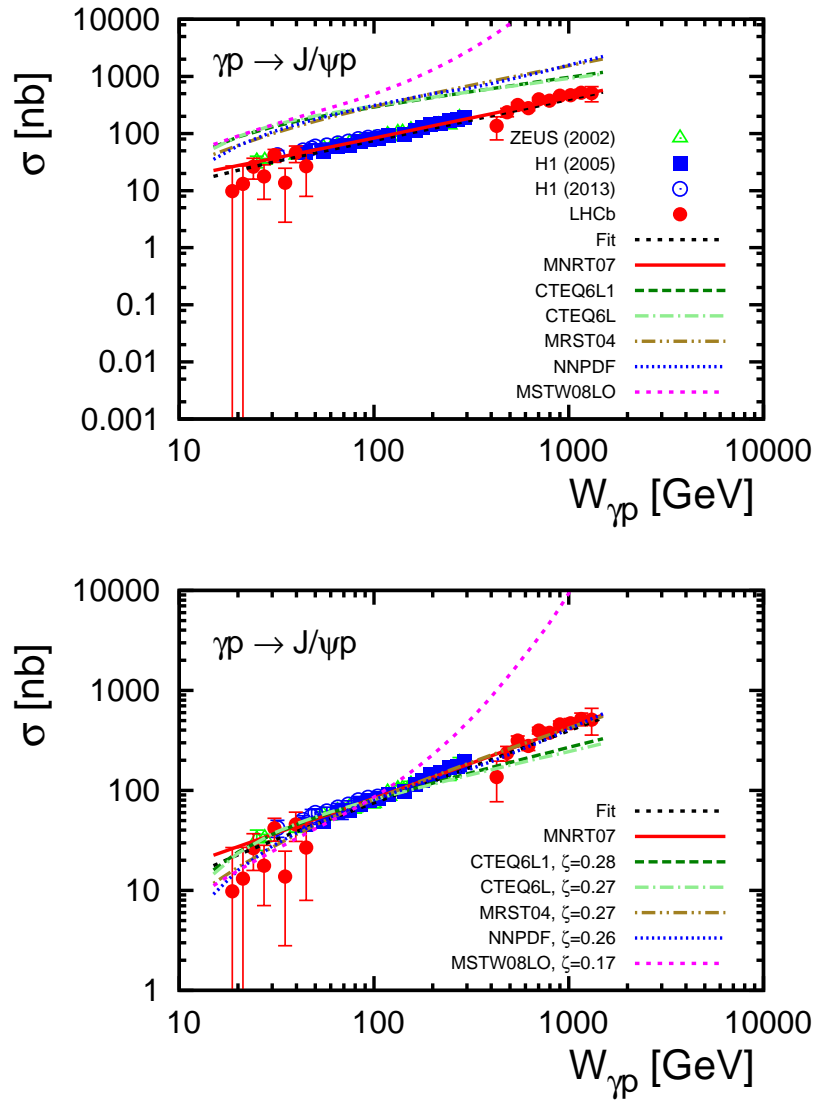 γp → J/ψp
σ [nb]
10000
1000
100
10
1
0.1
0.01
0.001
ZEUS (2002)
H1 (2005)
H1 (2013)
LHCb
Fit
MNRT07
CTEQ6L1
CTEQ6L
MRST04
NNPDF
MSTW08LO
10 100 1000 10000
Wγp [GeV]
γp → J/ψp
σ [nb]
10000
1000
100
10
1
Fit
MNRT07
CTEQ6L1, ζ=0.28
CTEQ6L, ζ=0.27
MRST04, ζ=0.27
NNPDF, ζ=0.26
MSTW08LO, ζ=0.17
10 100 1000 10000
Wγp [GeV]